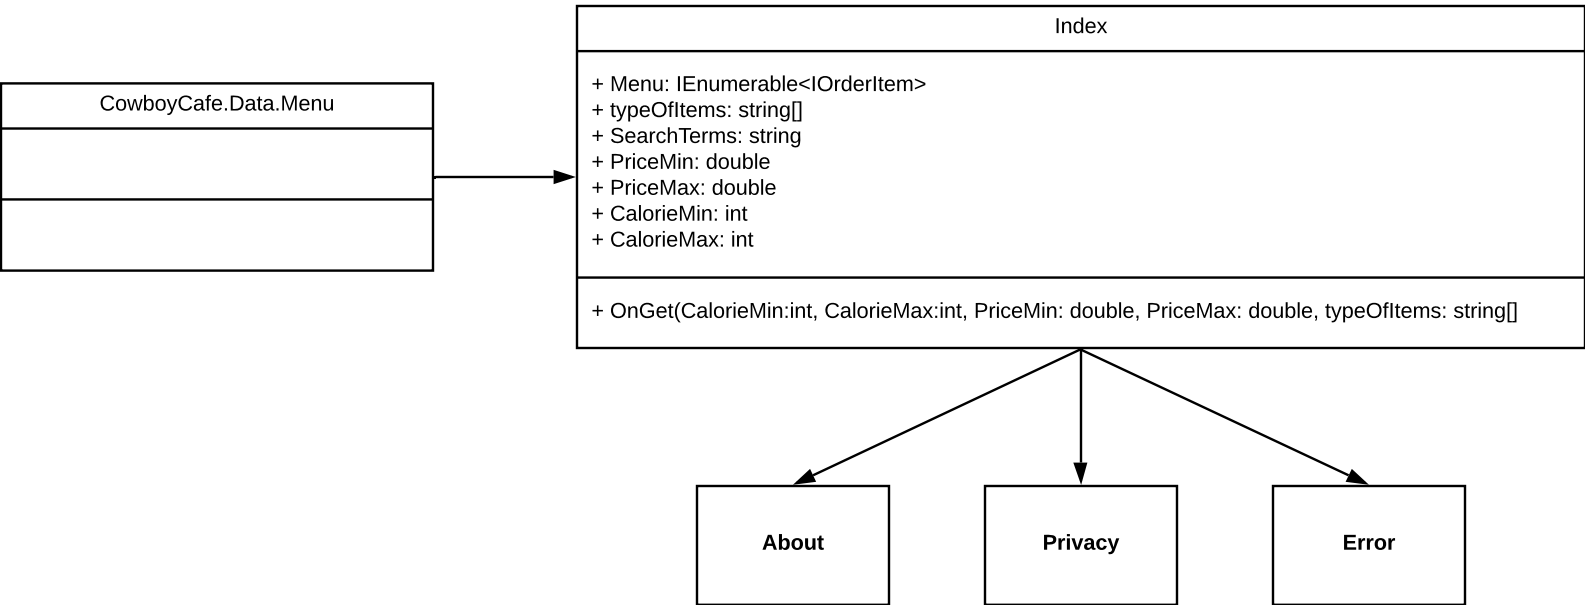 Index
+ Menu: IEnumerable<IOrderItem>
+ typeOfItems: string[]
+ SearchTerms: string
+ PriceMin: double
+ PriceMax: double
+ CalorieMin: int
+ CalorieMax: int
+ OnGet(CalorieMin:int, CalorieMax:int, PriceMin: double, PriceMax: double, typeOfItems: string[]
CowboyCafe.Data.Menu
About
Privacy
Error